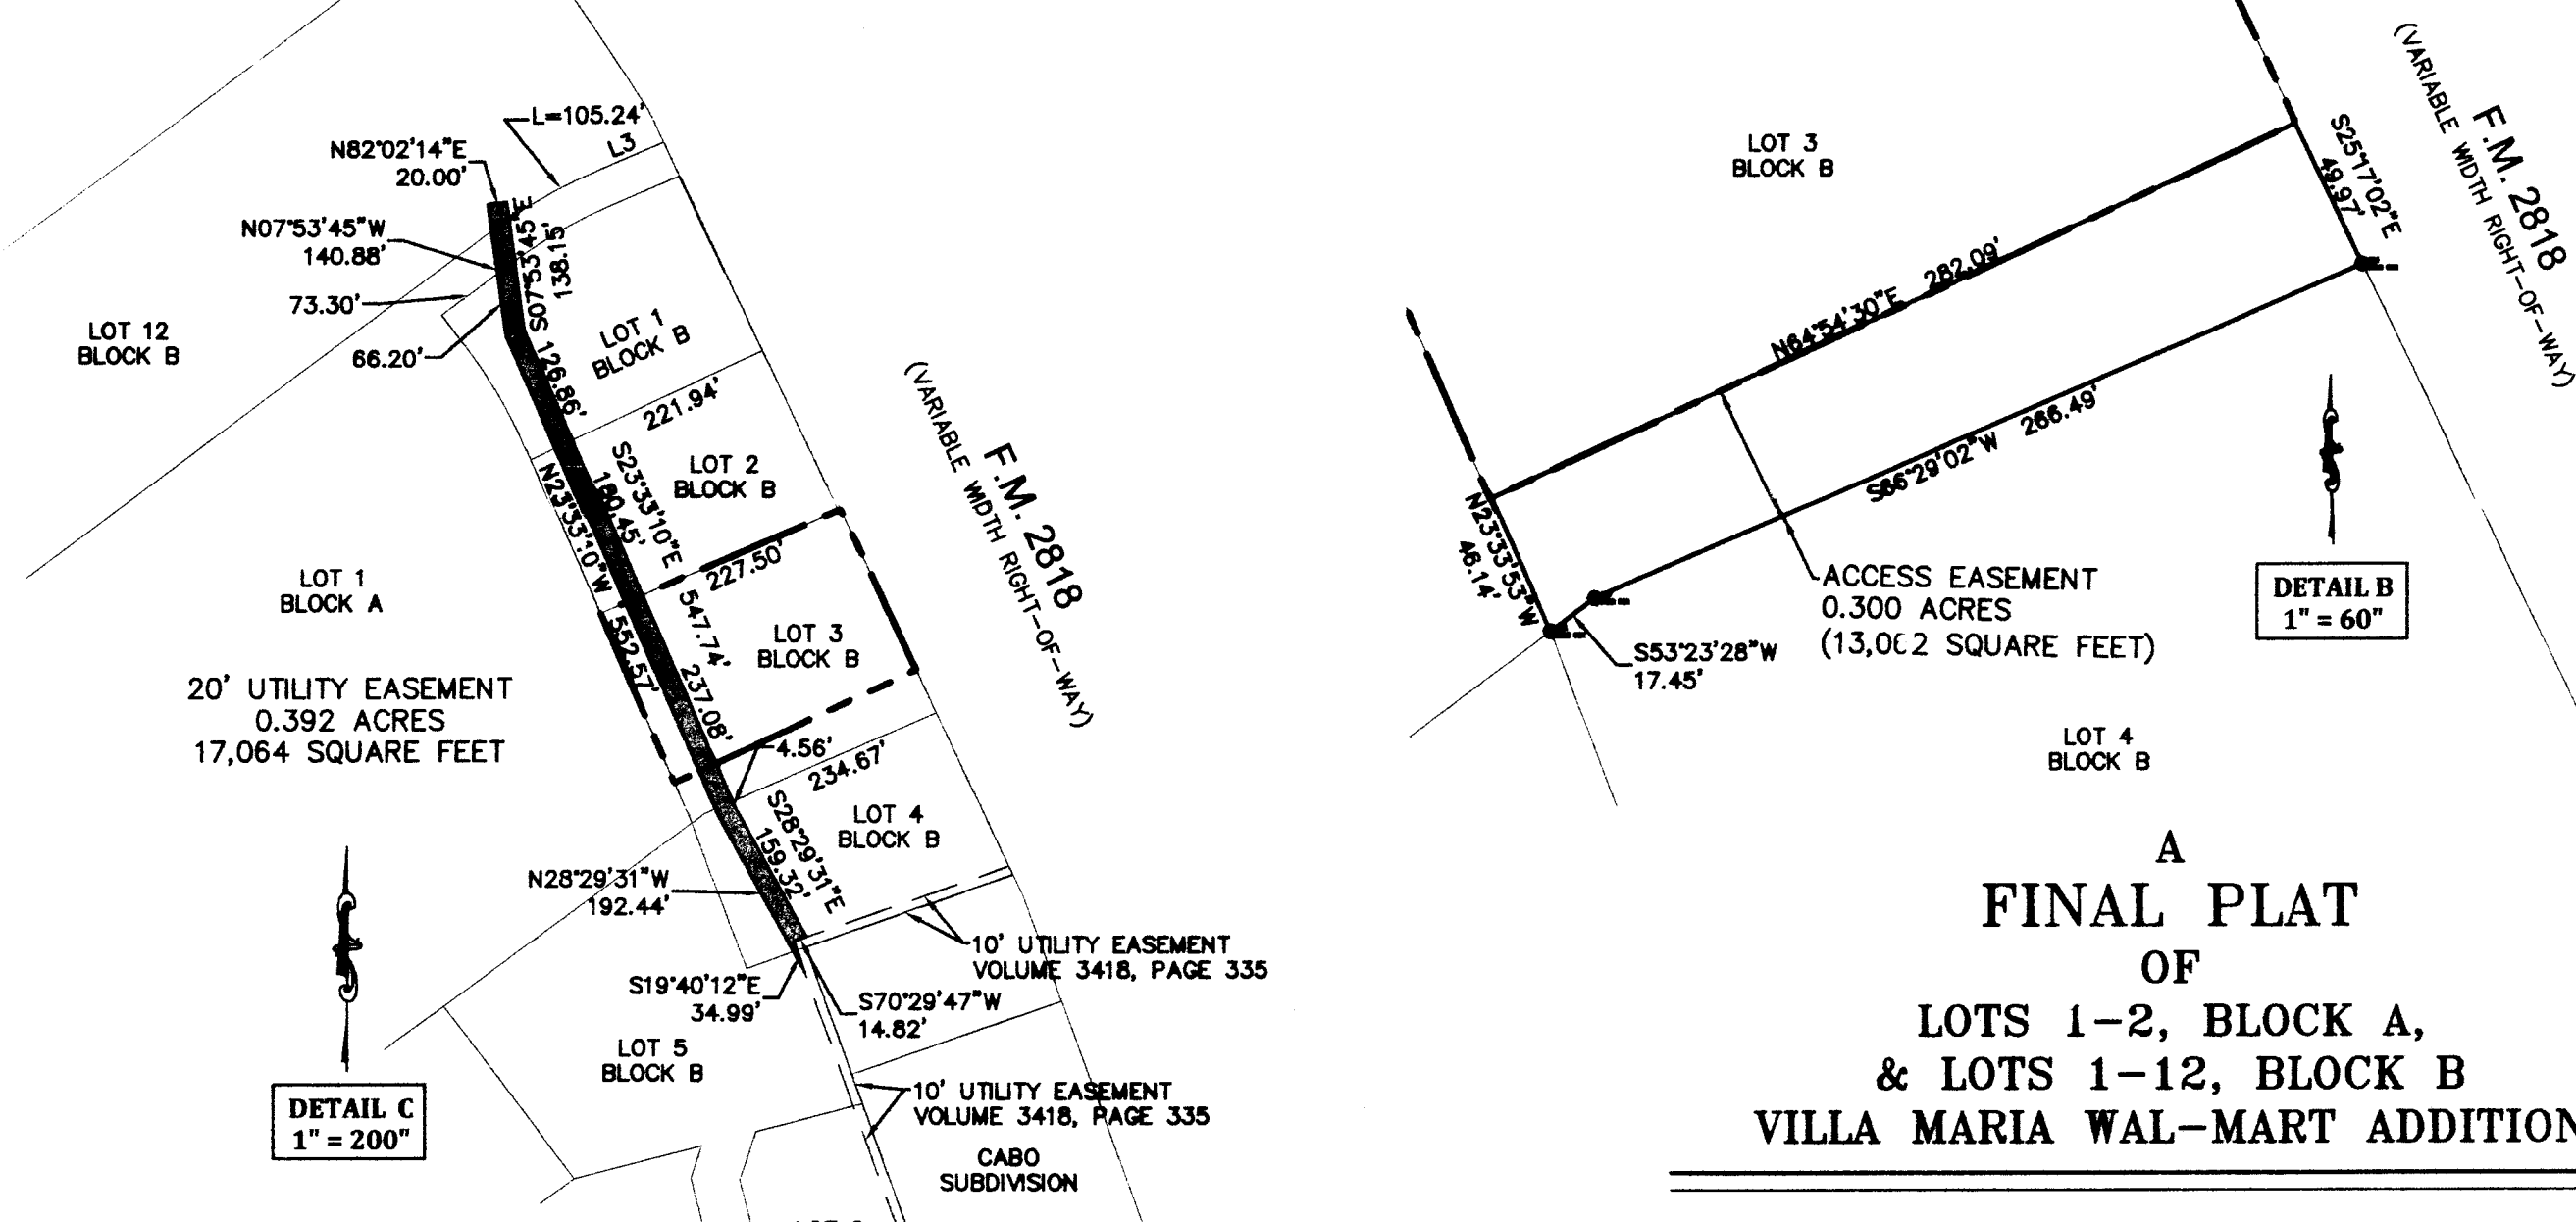 L=105.24'
L3
N82°02'14"E
20.00'
N07°53'45"W
140.88'
73.30'
66.20'
S07°53'45"E
138.15'
LOT 12
BLOCK B
LOT 1
BLOCK B
126.86'
221.94'
LOT 2
BLOCK B
S23°33'10"E
180.45'
N23°33'10"W
552.57'
227.50'
547.74'
LOT 3
BLOCK B
237.08'
LOT 1
BLOCK A
20' UTILITY EASEMENT
0.392 ACRES
17,064 SQUARE FEET
4.56'
234.67'
LOT 4
BLOCK B
S28°29'31"E
159.32'
N28°29'31"W
192.44'
10' UTILITY EASEMENT
VOLUME 3418, PAGE 335
S19°40'12"E
34.99'
S70°29'47"W
14.82'
LOT 5
BLOCK B
10' UTILITY EASEMENT
VOLUME 3418, PAGE 335
CABO
SUBDIVISION
F.M. 2818
(VARIABLE WIDTH RIGHT-OF-WAY)
DETAIL C
1" = 200"
LOT 3
BLOCK B
S25°17'02"E
49.97'
F.M. 2818
(VARIABLE WIDTH RIGHT-OF-WAY)
N64°54'30"E 282.09'
S66°29'02"W 266.49'
N23°33'53"W
46.14'
ACCESS EASEMENT
0.300 ACRES
SQUARE FEET)
S53°23'28"W
17.45'
DETAIL B
1" = 60"
LOT 4
BLOCK B
A
FINAL PLAT
OF
LOTS 1-2, BLOCK A,
& LOTS 1-12, BLOCK B
VILLA MARIA WAL-MART ADDITION